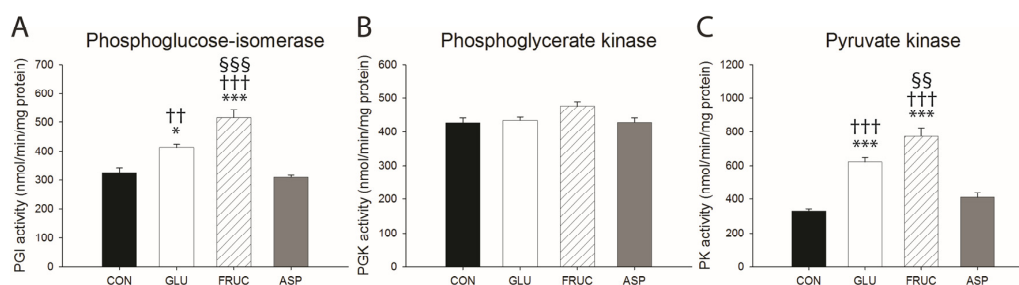 A
Phosphoglucose-isomerase
PGI activity (nmol/min/mg protein)
700
600
500
400
300
200
100
0
††
*
§§§
†††
***
CON GLU FRUC ASP
B
Phosphoglycerate kinase
PGK activity (nmol/min/mg protein)
600
500
400
300
200
100
0
CON GLU FRUC ASP
C
Pyruvate kinase
PK activity (nmol/min/mg protein)
1200
1000
800
600
400
200
0
†††
***
§§
†††
***
CON GLU FRUC ASP